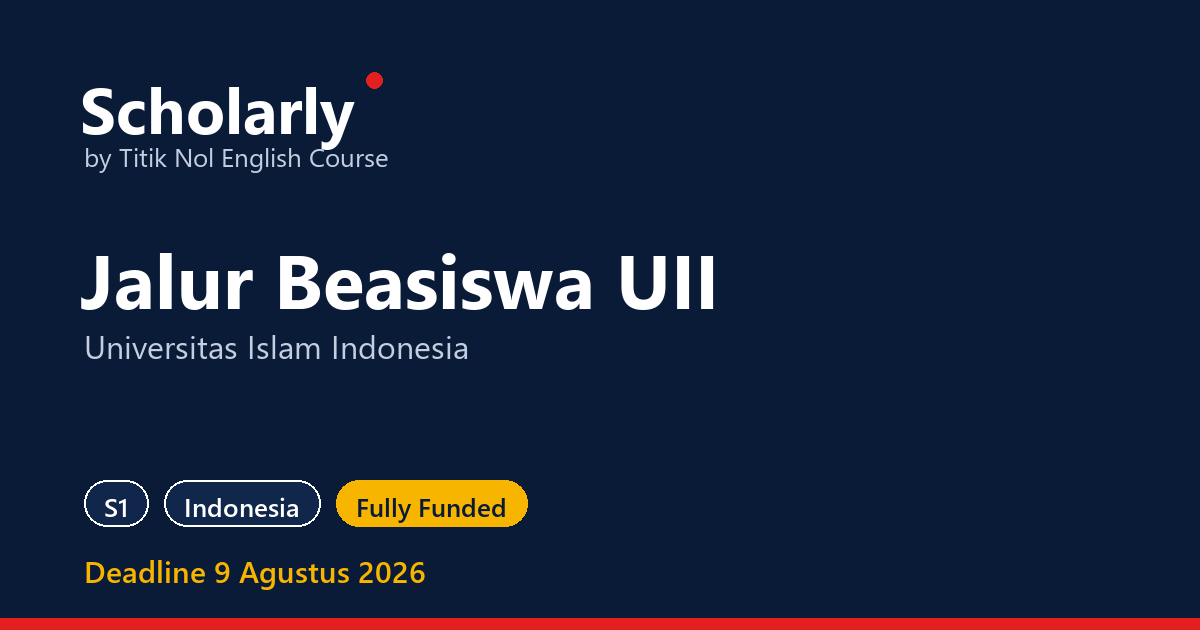 Scholarly
by Titik Nol English Course
Jalur Beasiswa UII
Universitas Islam Indonesia
S1 Indonesia Fully Funded
Deadline 9 Agustus 2026